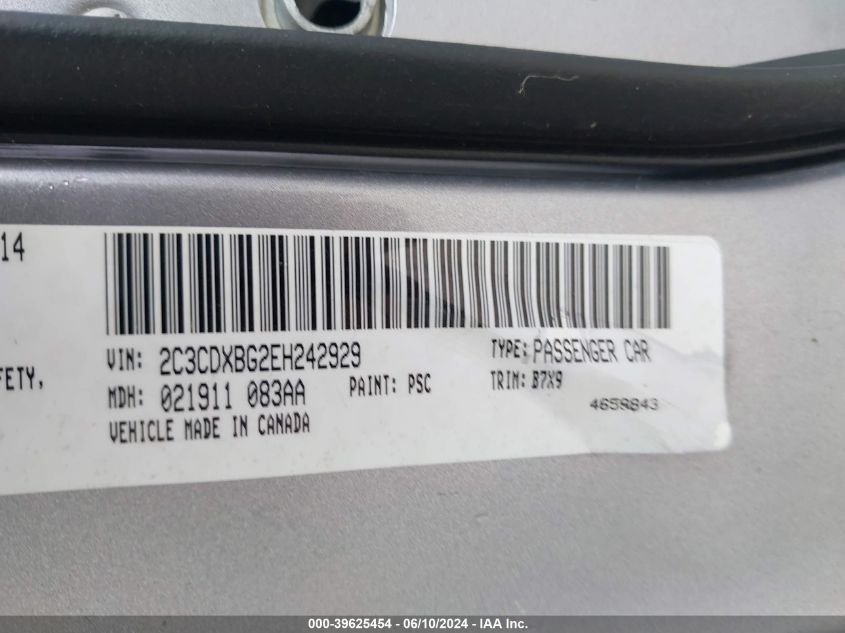 14
FETY,
VIN: 2C3CDXBG2EH242929 TYPE: PASSENGER CAR
MDH: 021911 083AA PAINT: PSC TRIM: B7X9
4659843
VEHICLE MADE IN CANADA
000-39625454 - 06/10/2024 - IAA Inc.